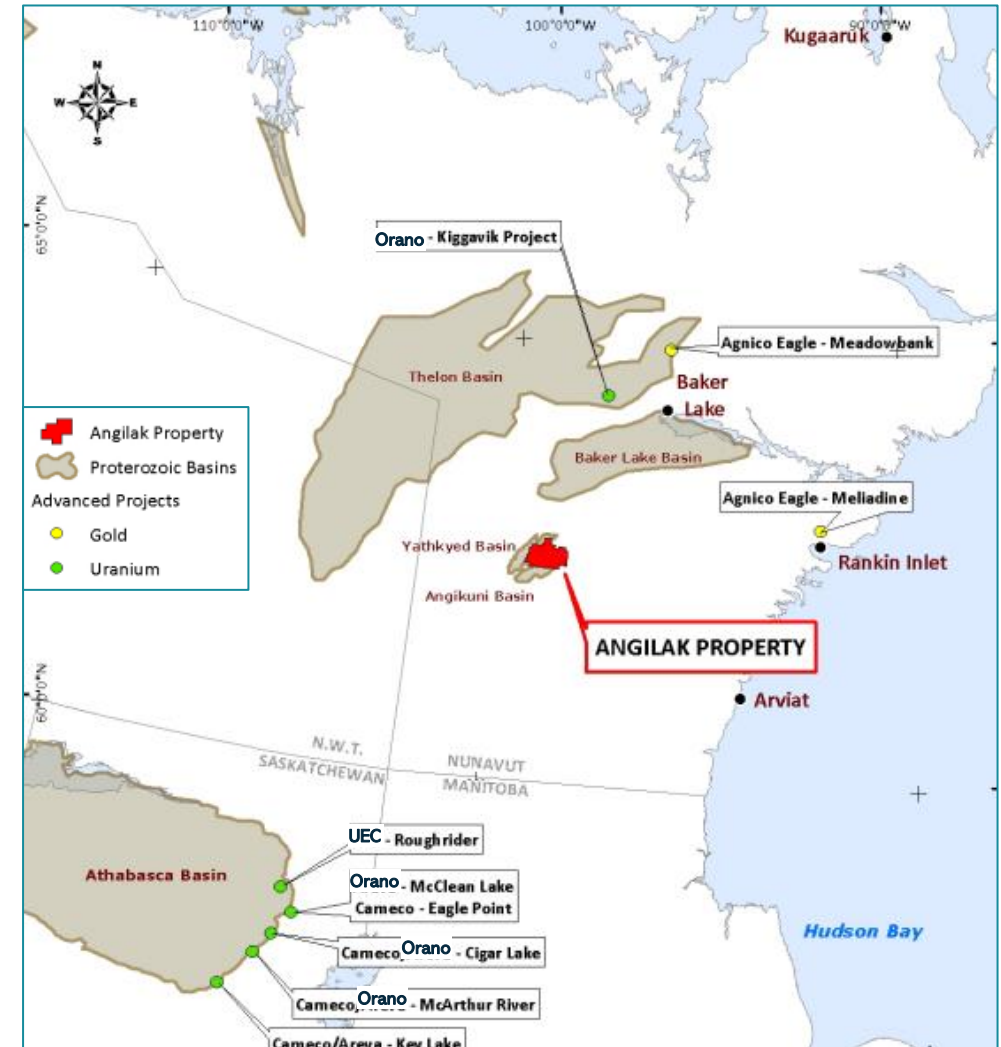 110°0'0"W
100°0'0"W
90°0'0"W
Kugaaruk
N
W
E
S
65°0'0"N
Orano - Kiggavik Project
Agnico Eagle - Meadowbank
Thelon Basin
Baker
Lake
Angilak Property
Proterozoic Basins
Advanced Projects
Gold
Uranium
Baker Lake Basin
Agnico Eagle - Meliadine
Yathkyed Basin
Rankin Inlet
Angikuni Basin
ANGILAK PROPERTY
60°0'0"N
Arviat
N.W.T.
NUNAVUT
SASKATCHEWAN
MANITOBA
UEC - Roughrider
Athabasca Basin
Orano - McClean Lake
Cameco - Eagle Point
Hudson Bay
Cameco Orano - Cigar Lake
Cameco/ Orano - McArthur River
Cameco/Areva - Key Lake